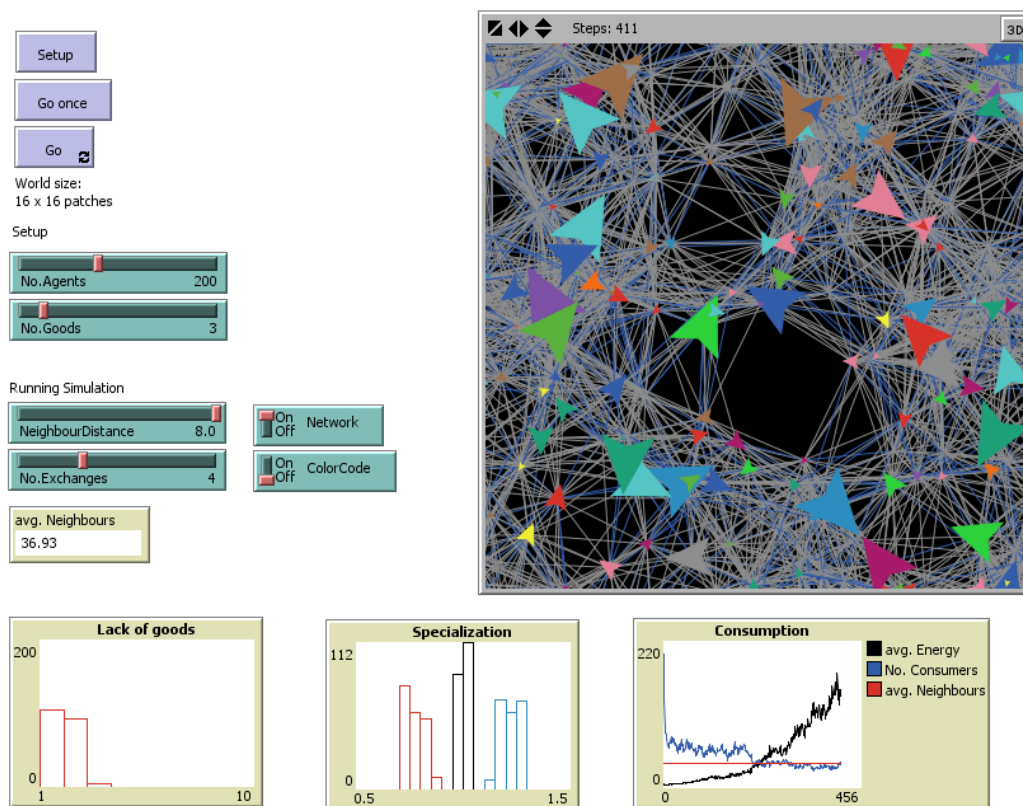 Setup
Go once
Go
World size:
16 x 16 patches
Setup
No.Agents 200
No.Goods 3
Running Simulation
NeighbourDistance 8.0
No.Exchanges 4
On
Off
Network
On
Off
ColorCode
avg. Neighbours
36.93
Steps: 411
3D
Lack of goods
200
0
1 10
Specialization
112
0
0.5 1.5
Consumption
220
0
0 456
avg. Energy
No. Consumers
avg. Neighbours